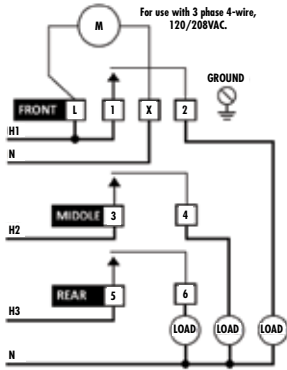 M
For use with 3 phase 4-wire,
120/208VAC.
GROUND
FRONT L 1 X 2
H1
N
MIDDLE 3 4
H2
REAR 5 6
H3
LOAD LOAD LOAD
N